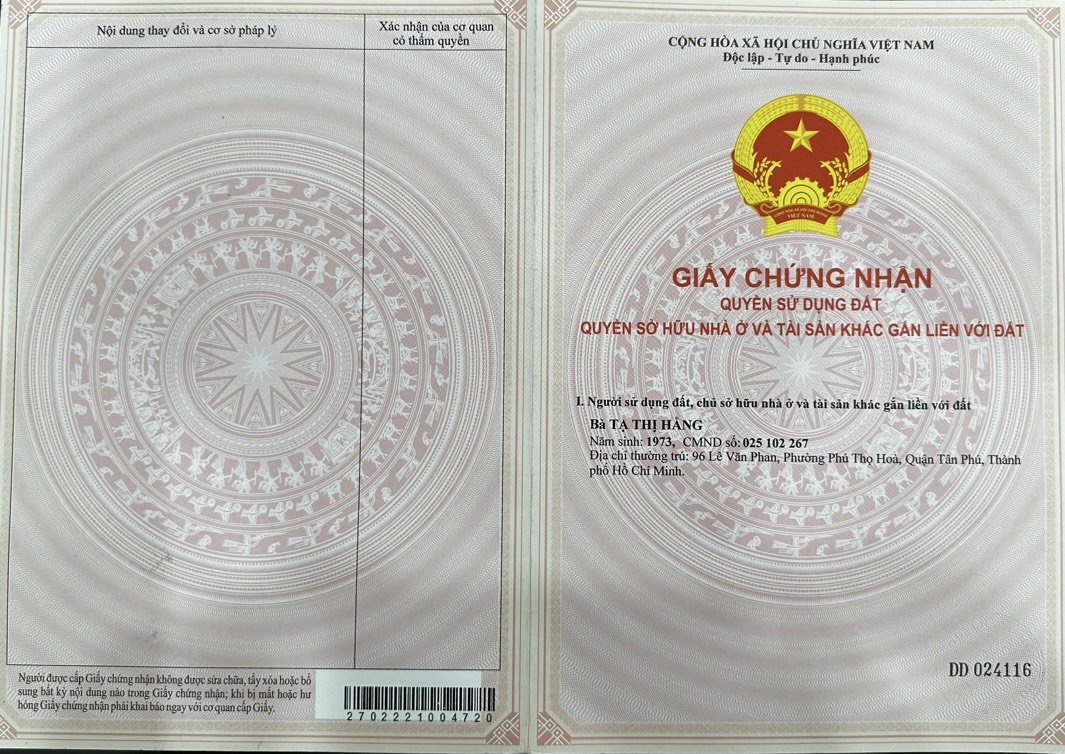 Nội dung thay đổi và cơ sở pháp lý
Xác nhận của cơ quan
có thẩm quyền
Người được cấp Giấy chứng nhận không được sửa chữa, tẩy xóa hoặc bổ
sung bất kỳ nội dung nào trong Giấy chứng nhận; khi bị mất hoặc hư
hỏng Giấy chứng nhận phải khai báo ngay với cơ quan cấp Giấy.
2702221004720
CỘNG HÒA XÃ HỘI CHỦ NGHĨA VIỆT NAM
Độc lập - Tự do - Hạnh phúc
CỘNG HÒA XÃ HỘI CHỦ NGHĨA
VIỆT NAM
GIẤY CHỨNG NHẬN
QUYỀN SỬ DỤNG ĐẤT
QUYỀN SỞ HỮU NHÀ Ở VÀ TÀI SẢN KHÁC GẮN LIỀN VỚI ĐẤT
I. Người sử dụng đất, chủ sở hữu nhà ở và tài sản khác gắn liền với đất
Bà TẠ THỊ HẰNG
Năm sinh: 1973, CMND số: 025 102 267
Địa chỉ thường trú: 96 Lê Văn Phan, Phường Phú Thọ Hoà, Quận Tân Phú, Thành
phố Hồ Chí Minh.
DD 024116